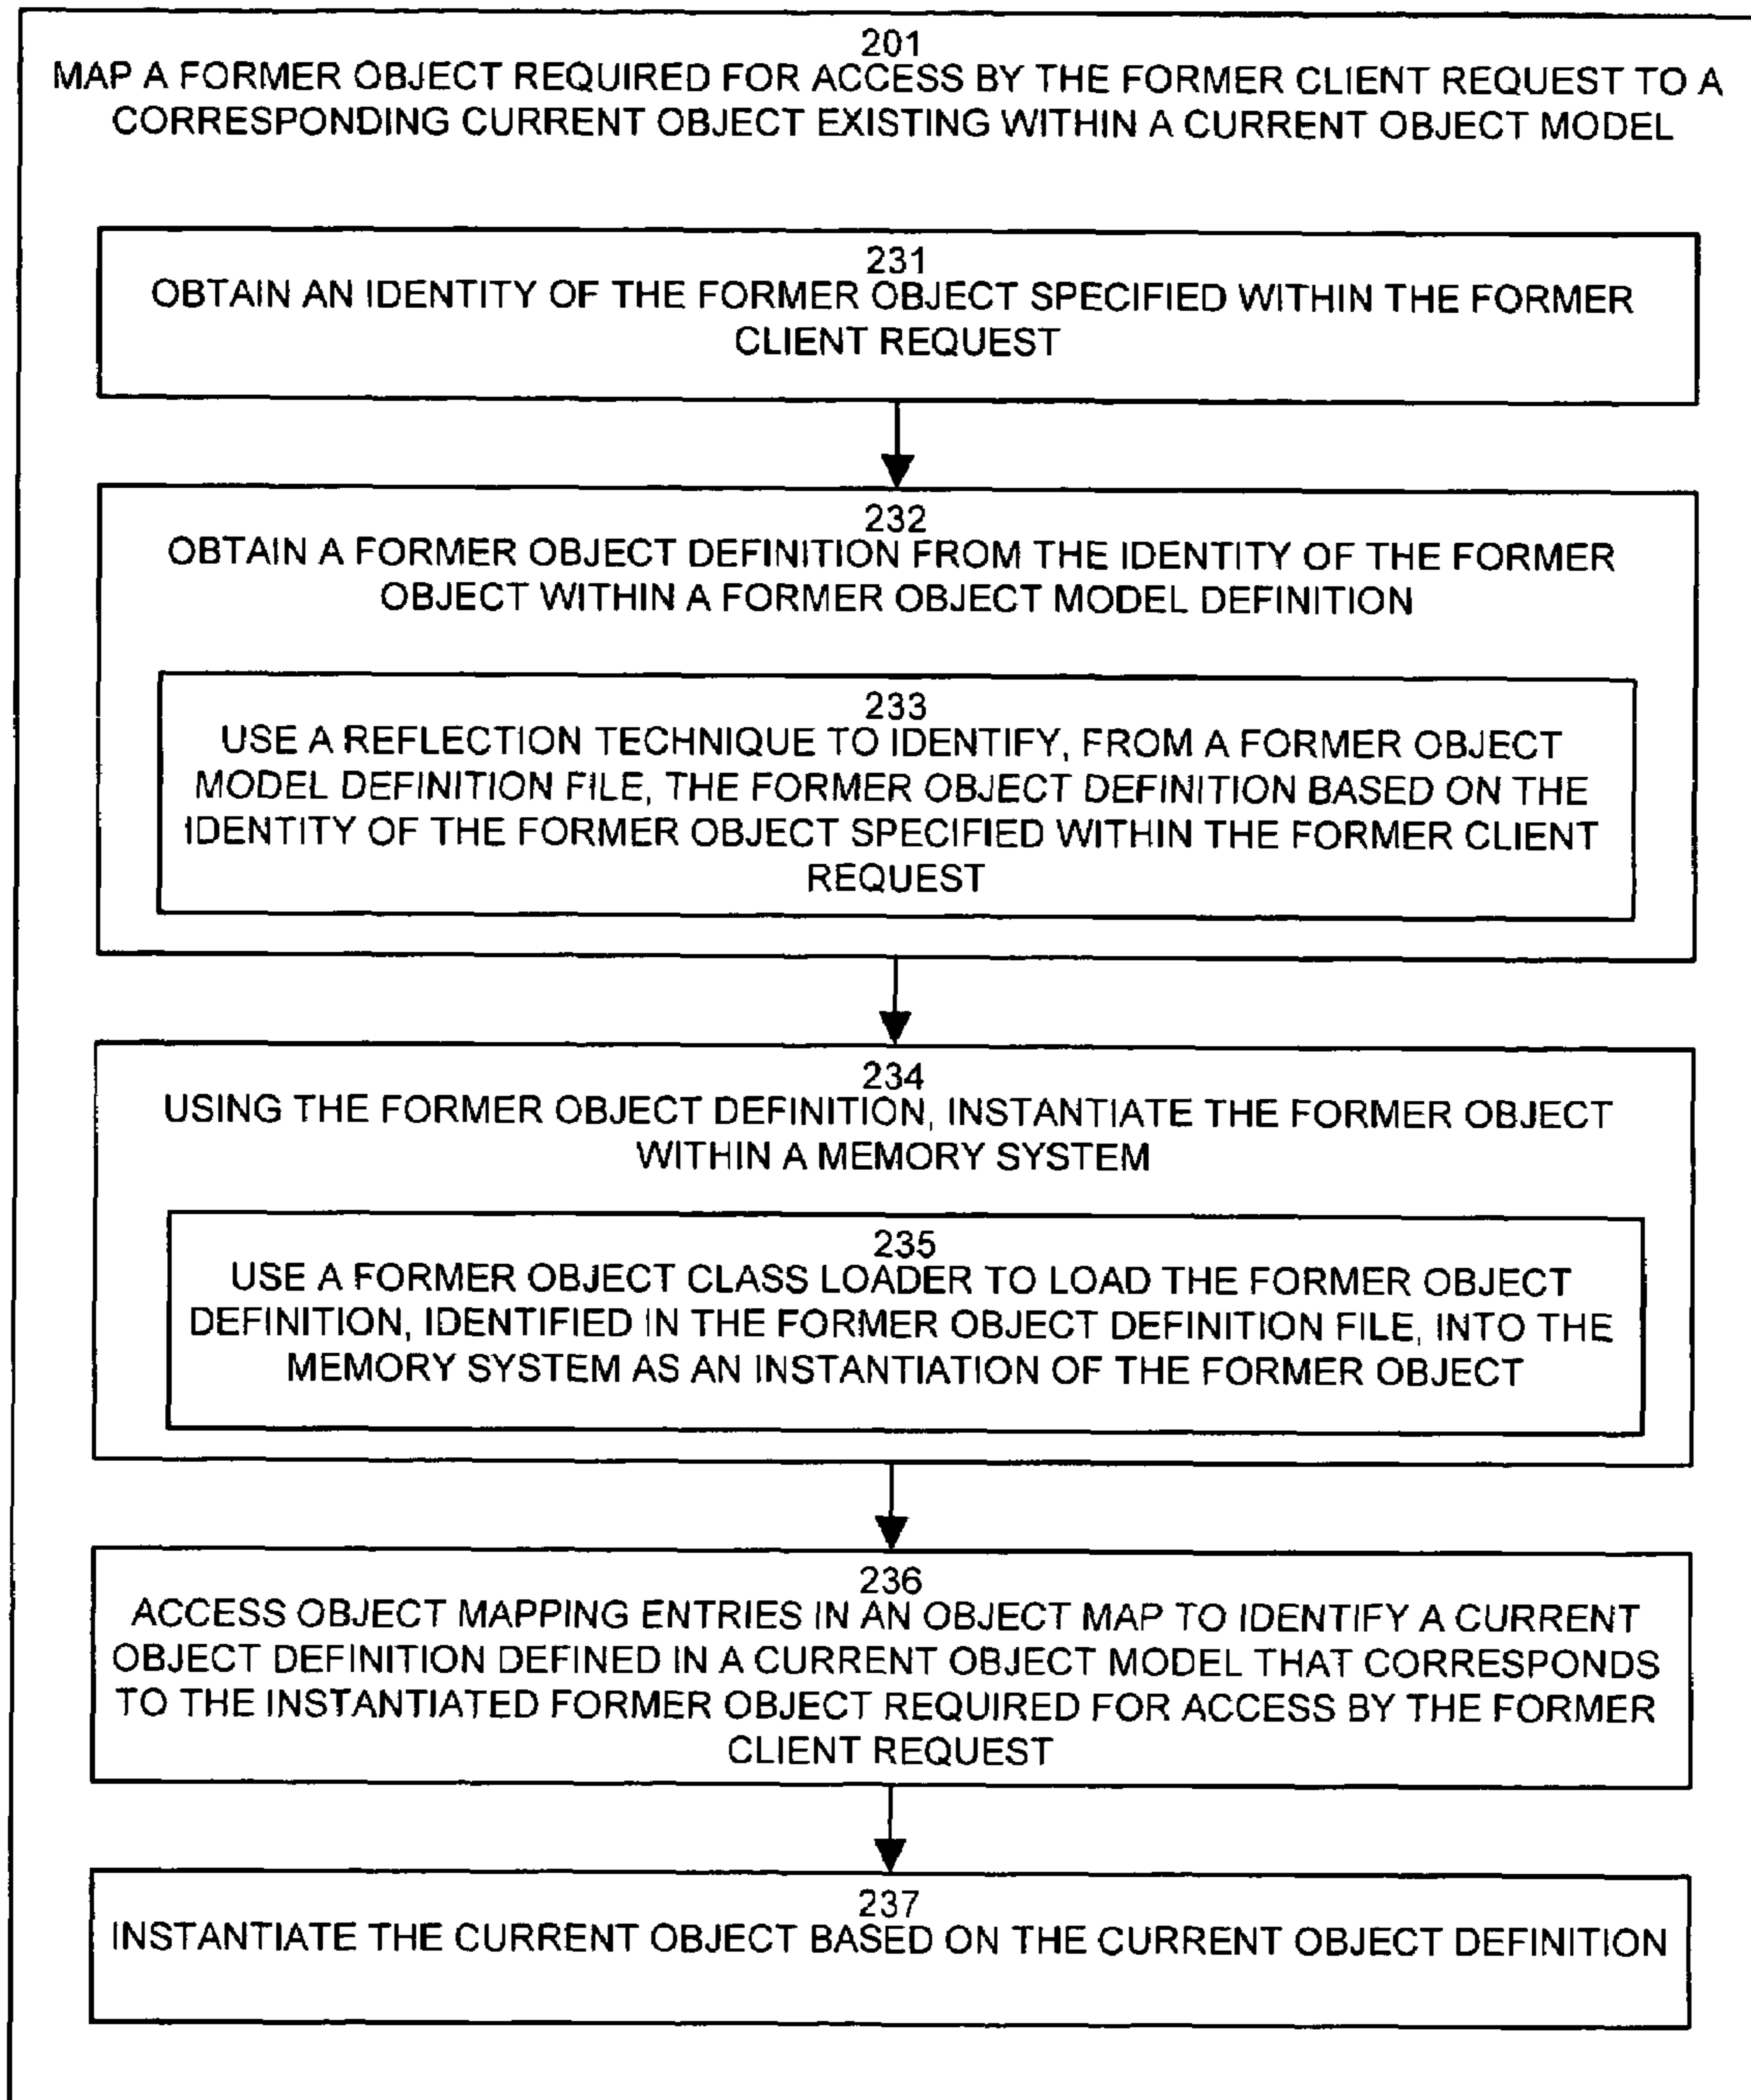 201
MAP A FORMER OBJECT REQUIRED FOR ACCESS BY THE FORMER CLIENT REQUEST TO A
CORRESPONDING CURRENT OBJECT EXISTING WITHIN A CURRENT OBJECT MODEL
231
OBTAIN AN IDENTITY OF THE FORMER OBJECT SPECIFIED WITHIN THE FORMER
CLIENT REQUEST
232
OBTAIN A FORMER OBJECT DEFINITION FROM THE IDENTITY OF THE FORMER
OBJECT WITHIN A FORMER OBJECT MODEL DEFINITION
233
USE A REFLECTION TECHNIQUE TO IDENTIFY, FROM A FORMER OBJECT
MODEL DEFINITION FILE, THE FORMER OBJECT DEFINITION BASED ON THE
IDENTITY OF THE FORMER OBJECT SPECIFIED WITHIN THE FORMER CLIENT
REQUEST
234
USING THE FORMER OBJECT DEFINITION, INSTANTIATE THE FORMER OBJECT
WITHIN A MEMORY SYSTEM
235
USE A FORMER OBJECT CLASS LOADER TO LOAD THE FORMER OBJECT
DEFINITION, IDENTIFIED IN THE FORMER OBJECT DEFINITION FILE, INTO THE
MEMORY SYSTEM AS AN INSTANTIATION OF THE FORMER OBJECT
236
ACCESS OBJECT MAPPING ENTRIES IN AN OBJECT MAP TO IDENTIFY A CURRENT
OBJECT DEFINITION DEFINED IN A CURRENT OBJECT MODEL THAT CORRESPONDS
TO THE INSTANTIATED FORMER OBJECT REQUIRED FOR ACCESS BY THE FORMER
CLIENT REQUEST
237
INSTANTIATE THE CURRENT OBJECT BASED ON THE CURRENT OBJECT DEFINITION